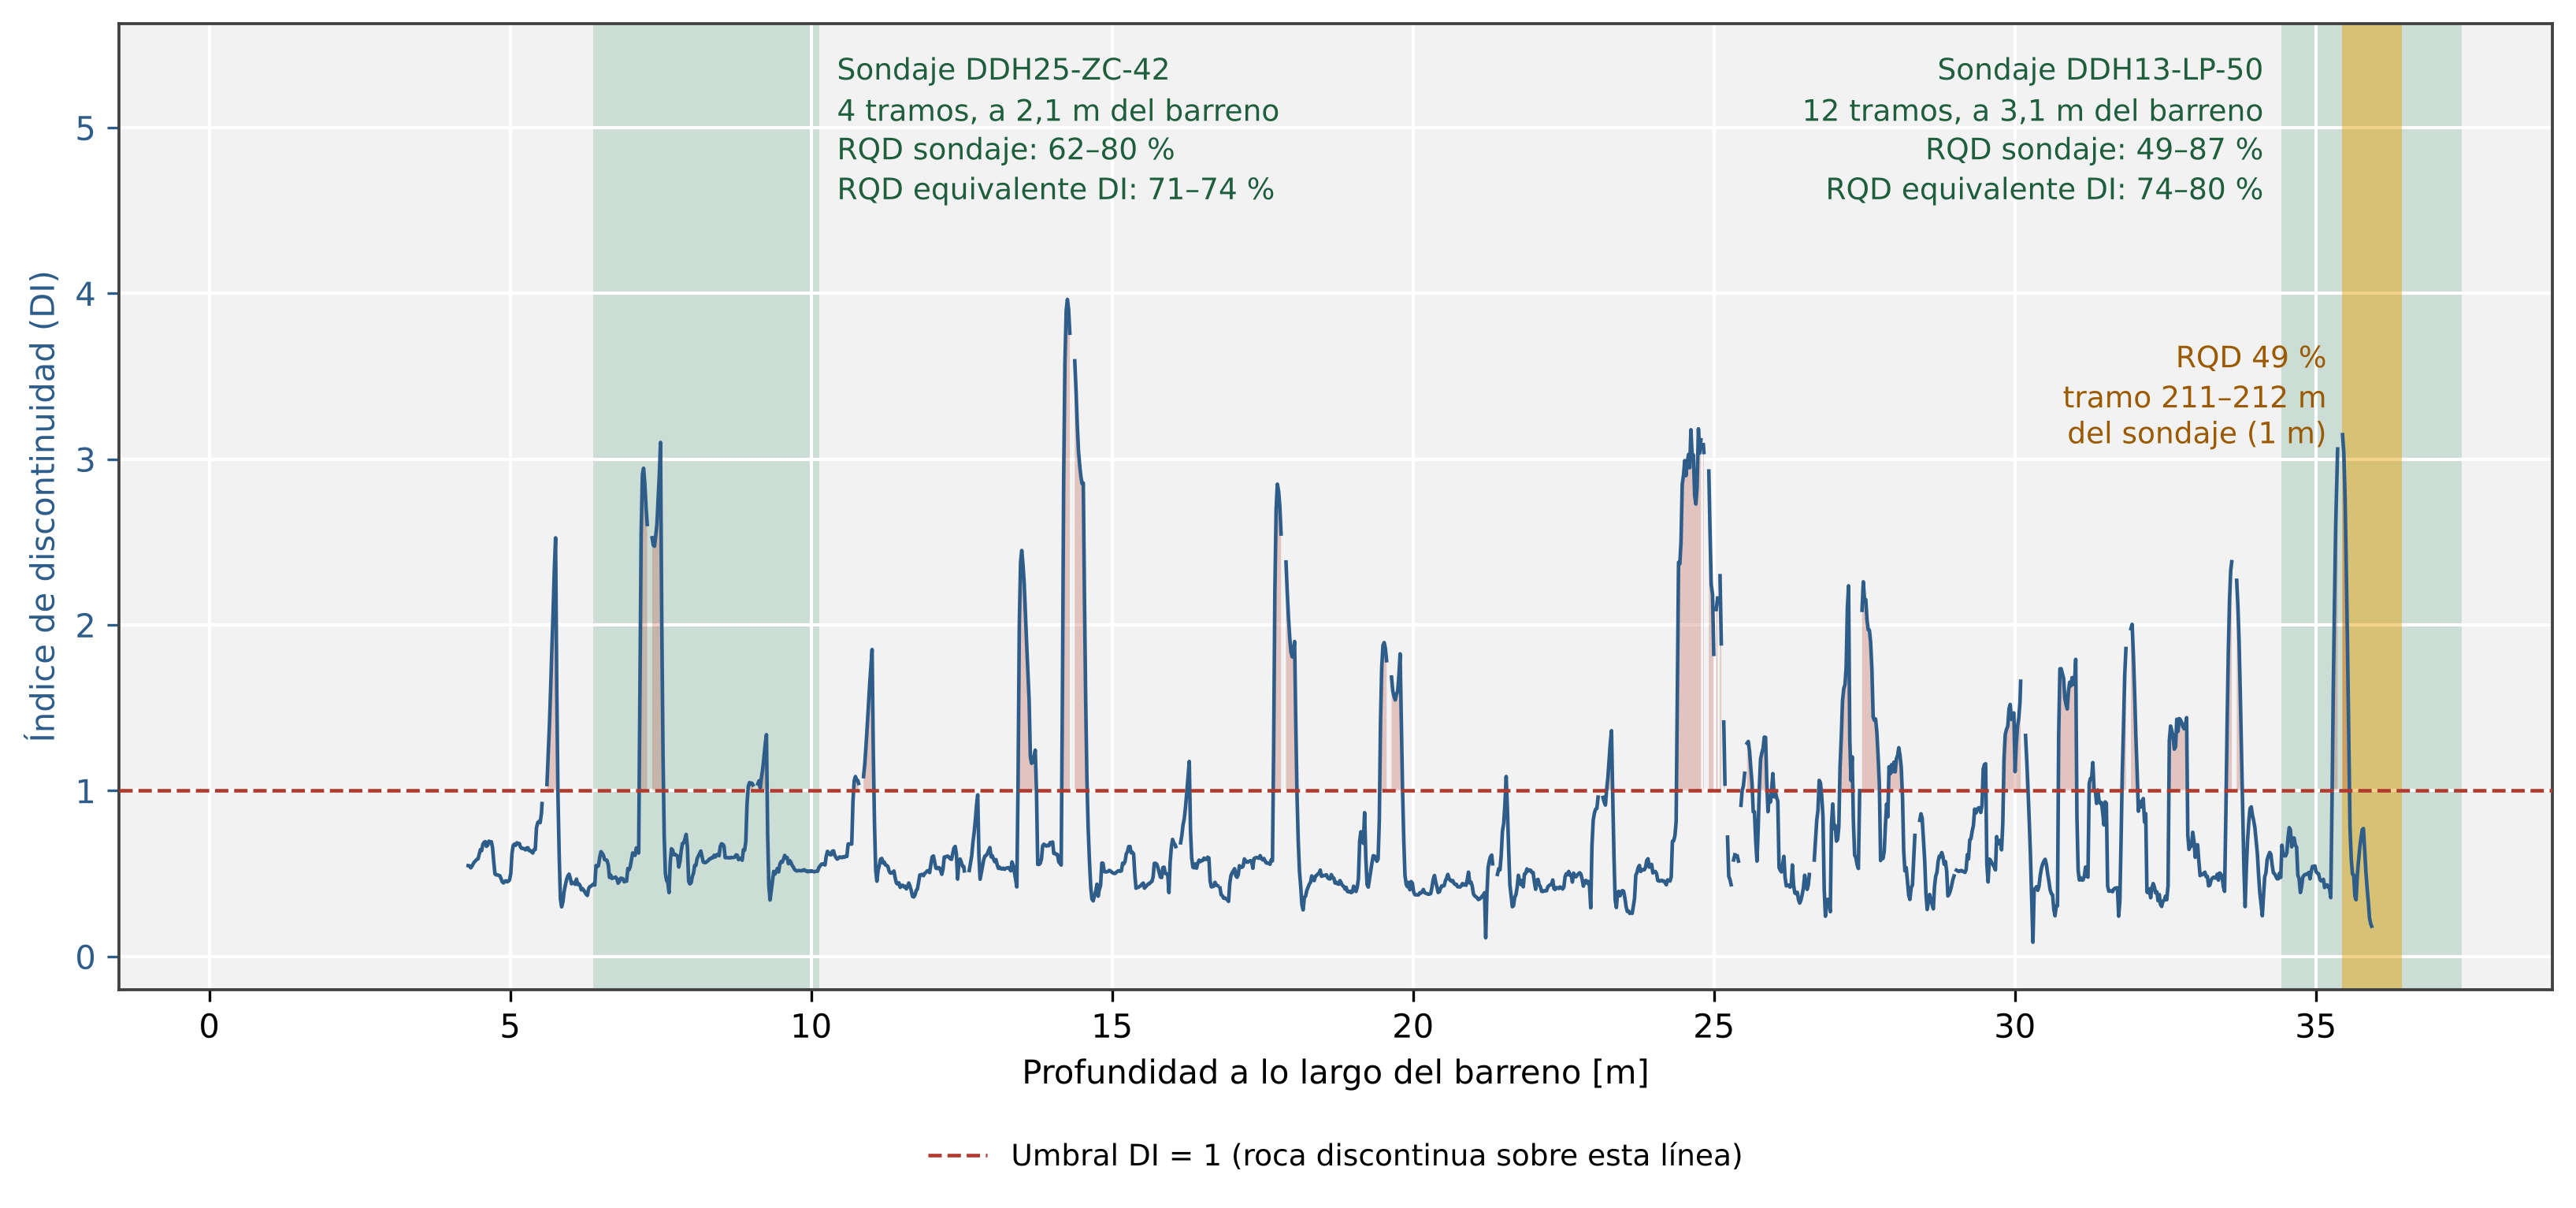 Sondaje DDH25-ZC-42
4 tramos, a 2,1 m del barreno
RQD sondaje: 62–80 %
RQD equivalente DI: 71–74 %
Sondaje DDH13-LP-50
12 tramos, a 3,1 m del barreno
RQD sondaje: 49–87 %
RQD equivalente DI: 74–80 %
RQD 49 %
tramo 211–212 m
del sondaje (1 m)
Índice de discontinuidad (DI)
5
4
3
2
1
0
0 5 10 15 20 25 30 35
Profundidad a lo largo del barreno [m]
Umbral DI = 1 (roca discontinua sobre esta línea)